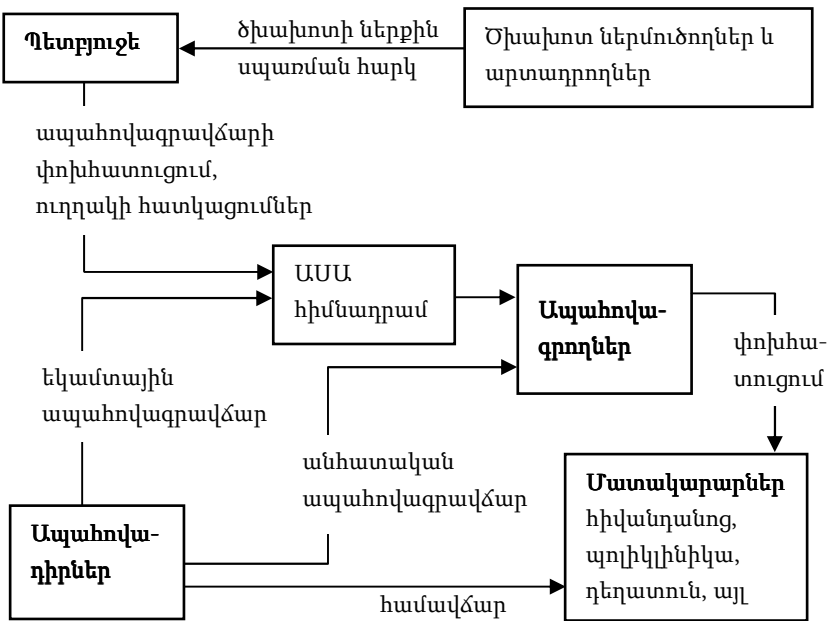 Պետբյուջե
ծխախոտի ներքին
սպառման հարկ
Ծխախոտ ներմուծողներ և
արտադրողներ
ապահովագրավճարի
փոխհատուցում,
ուղղակի հատկացումներ
ԱՍԱ
հիմնադրամ
Ապահովա-
գրողներ
փոխհա-
տուցում
եկամտային
ապահովագրավճար
անհատական
ապահովագրավճար
Մատակարարներ
հիվանդանոց,
պոլիկլինիկա,
դեղատուն, այլ
Ապահովա-
դիրներ
համավճար